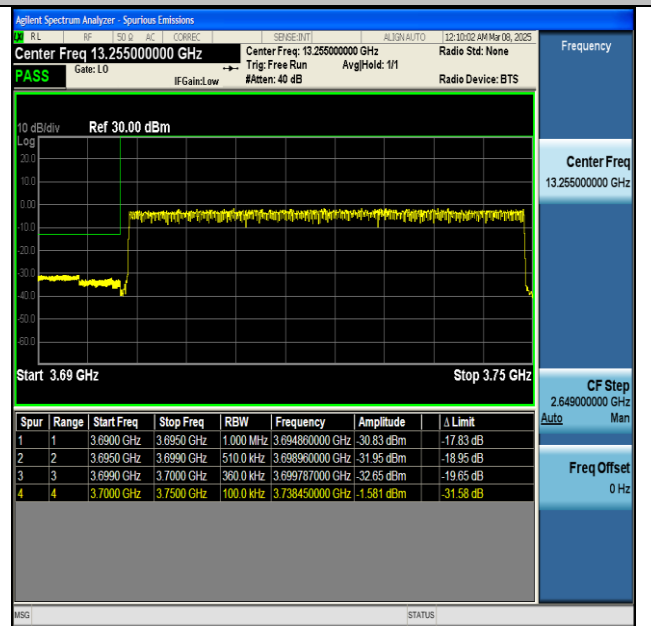 Agilent Spectrum Analyzer - Spurious Emissions
LXI RL RF 50 Ω AC CORREC SENSE:INT ALIGN AUTO 12:10:02 AM Mar 08, 2025
Center Freq 13.255000000 GHz
PASS
Gate: LO
IFGain:Low
Center Freq: 13.255000000 GHz
Trig: Free Run Avg|Hold: 1/1
#Atten: 40 dB
Radio Std: None
Radio Device: BTS
Frequency
10 dB/div Ref 30.00 dBm
Log
20.0
10.0
0.00
-10.0
-20.0
-30.0
-40.0
-50.0
-60.0
Start 3.69 GHz Stop 3.75 GHz
Center Freq
13.255000000 GHz
CF Step
2.649000000 GHz
Auto Man
Freq Offset
0 Hz
Spur Range Start Freq Stop Freq RBW Frequency Amplitude Δ Limit
1 1 3.6900 GHz 3.6950 GHz 1.000 MHz 3.694860000 GHz -30.83 dBm -17.83 dB
2 2 3.6950 GHz 3.6990 GHz 510.0 kHz 3.698960000 GHz -31.95 dBm -18.95 dB
3 3 3.6990 GHz 3.7000 GHz 360.0 kHz 3.699787000 GHz -32.65 dBm -19.65 dB
4 4 3.7000 GHz 3.7500 GHz 100.0 kHz 3.738450000 GHz -1.581 dBm -31.58 dB
MSG STATUS